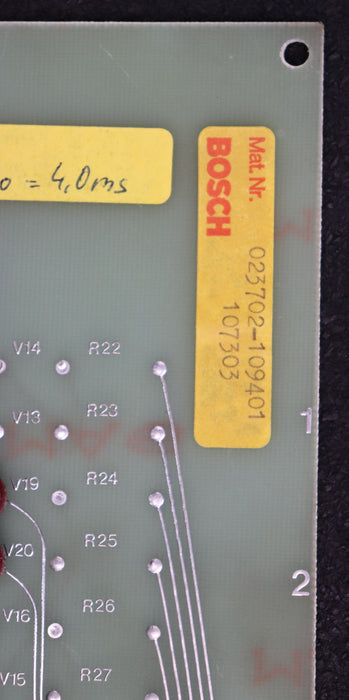 o = 4,0ms
BOSCH
Mat. Nr.
023702-109401
107303
V14 R22
V13 R23
1
V19 R24
V20 R25
2
V16 R26
V15 R27